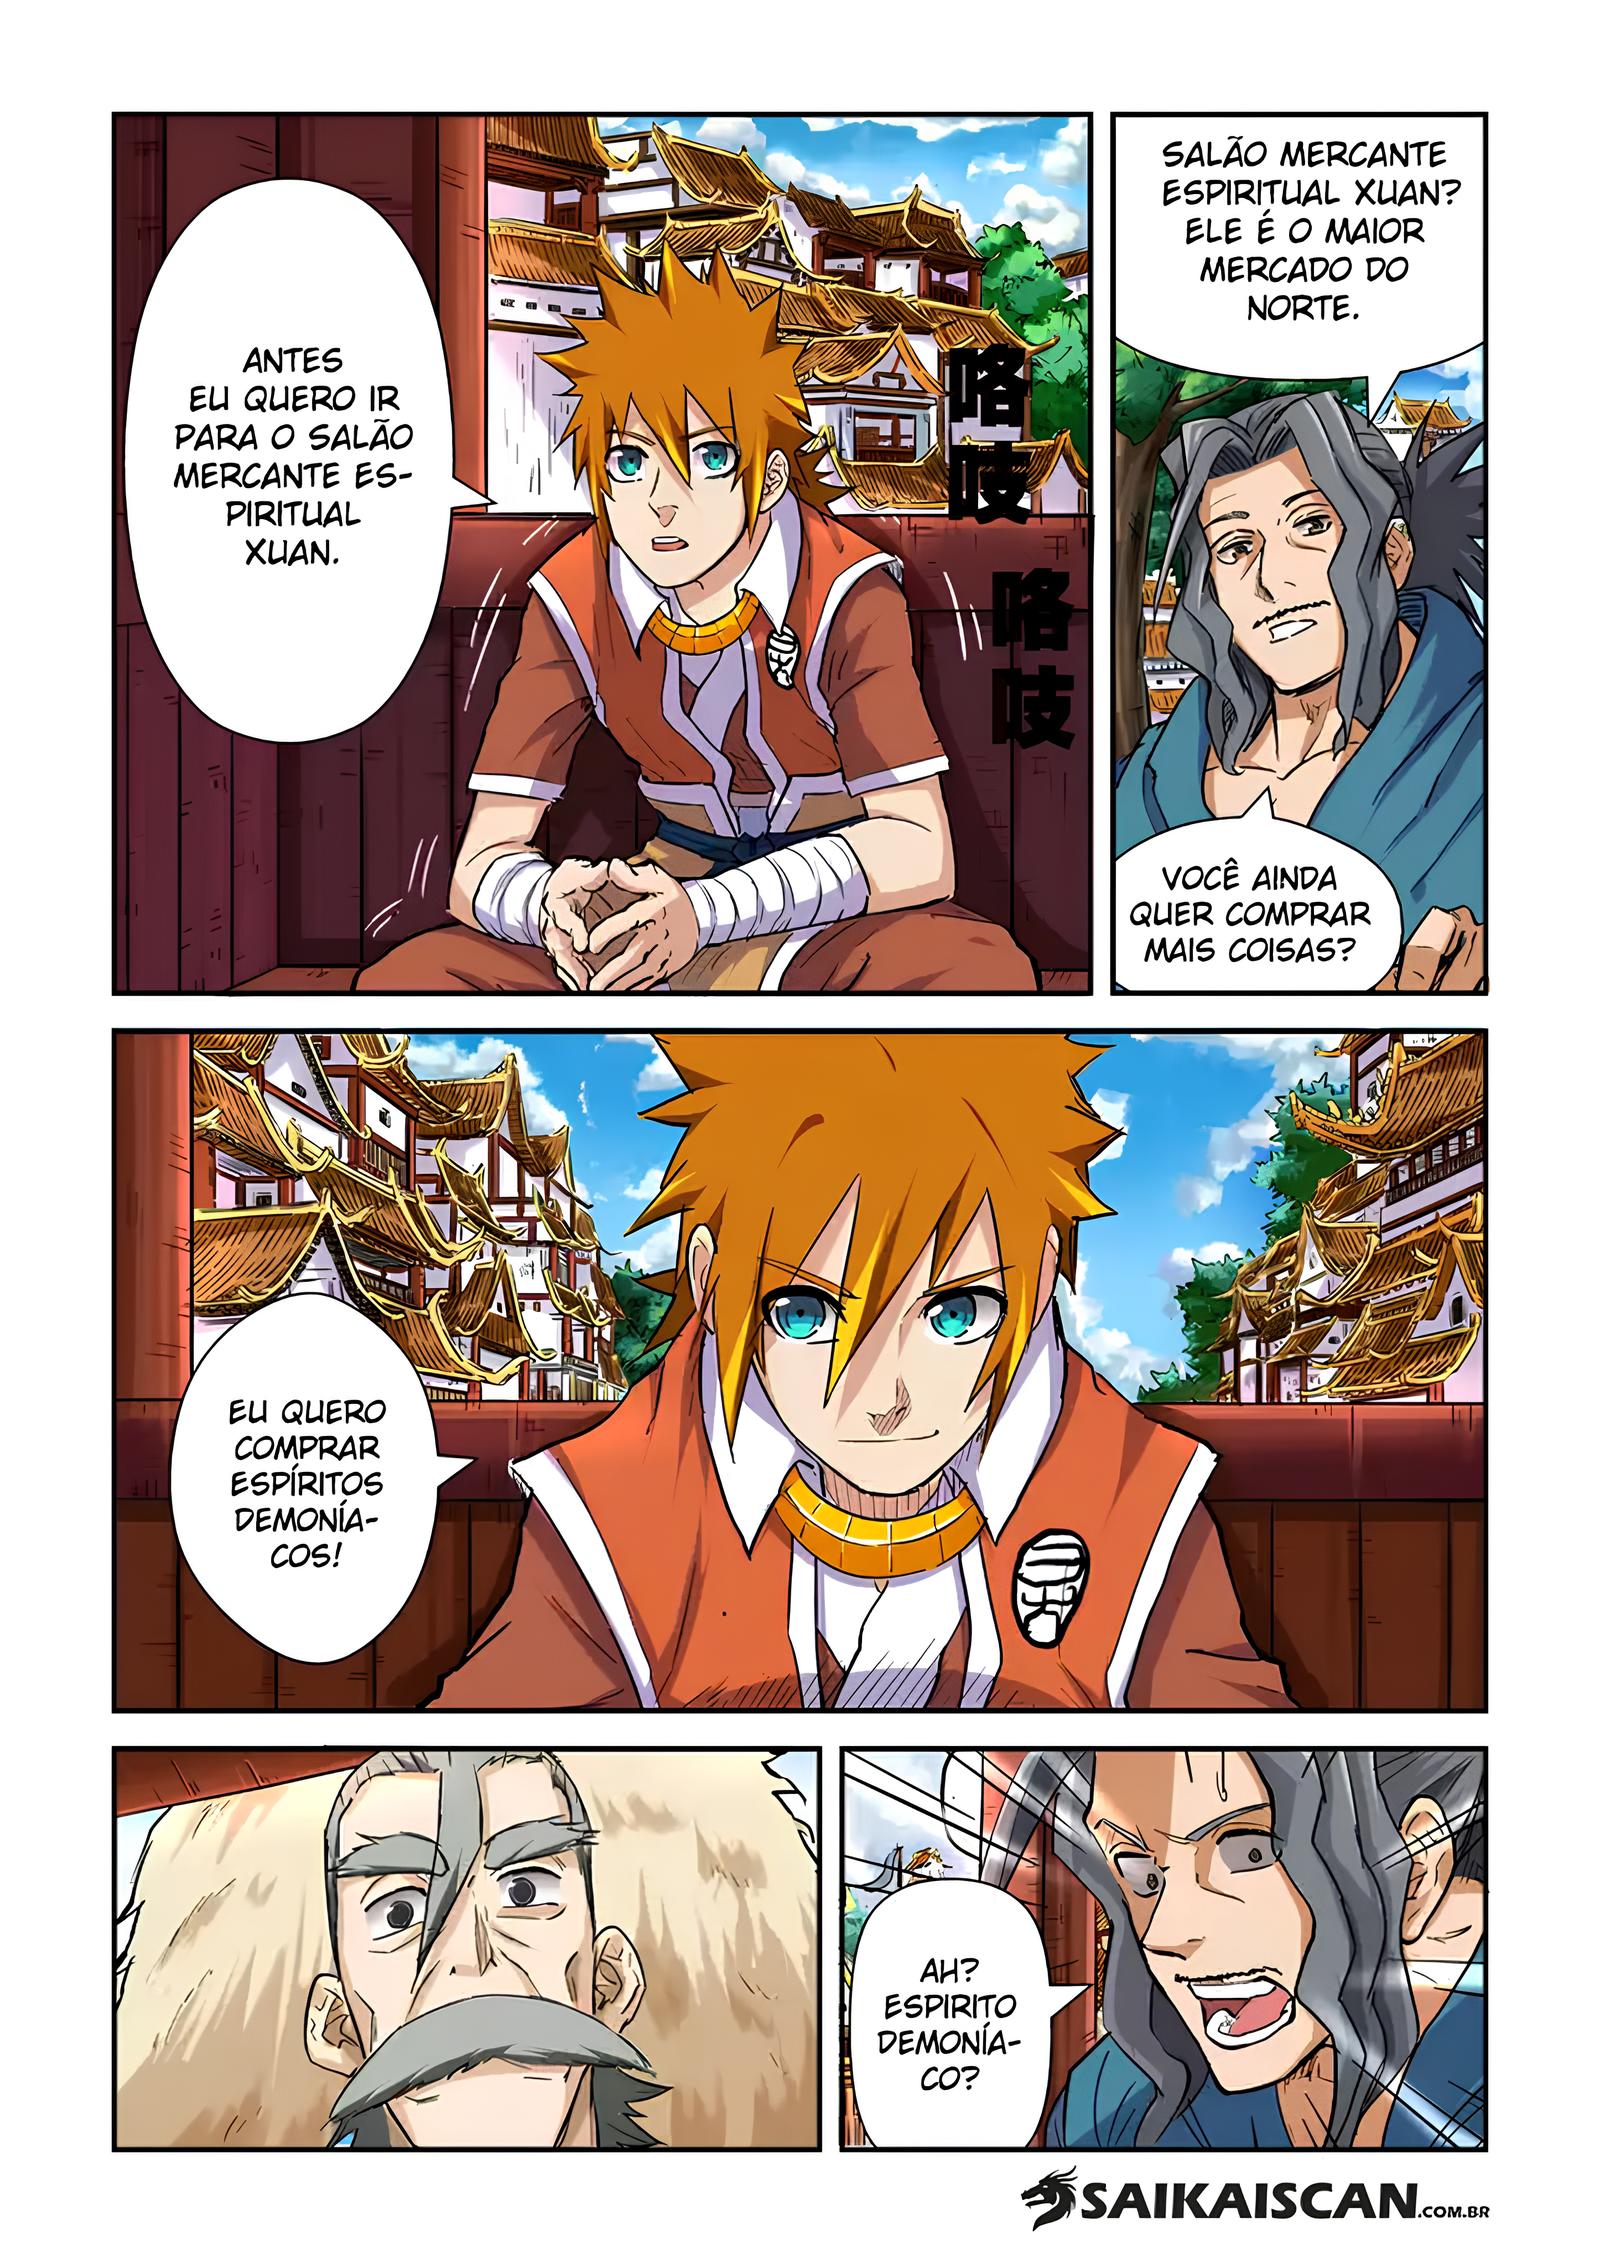 ANTES
EU QUERO IR
PARA O SALÃO
MERCANTE ES-
PIRITUAL
XUAN.
咯
吱
咯
吱
SALÃO MERCANTE
ESPIRITUAL XUAN?
ELE É O MAIOR
MERCADO DO
NORTE.
VOCÊ AINDA
QUER COMPRAR
MAIS COISAS?
EU QUERO
COMPRAR
ESPÍRITOS
DEMONÍA-
COS!
AH?
ESPIRITO
DEMONÍA-
CO?
SAIKAISCAN.COM.BR